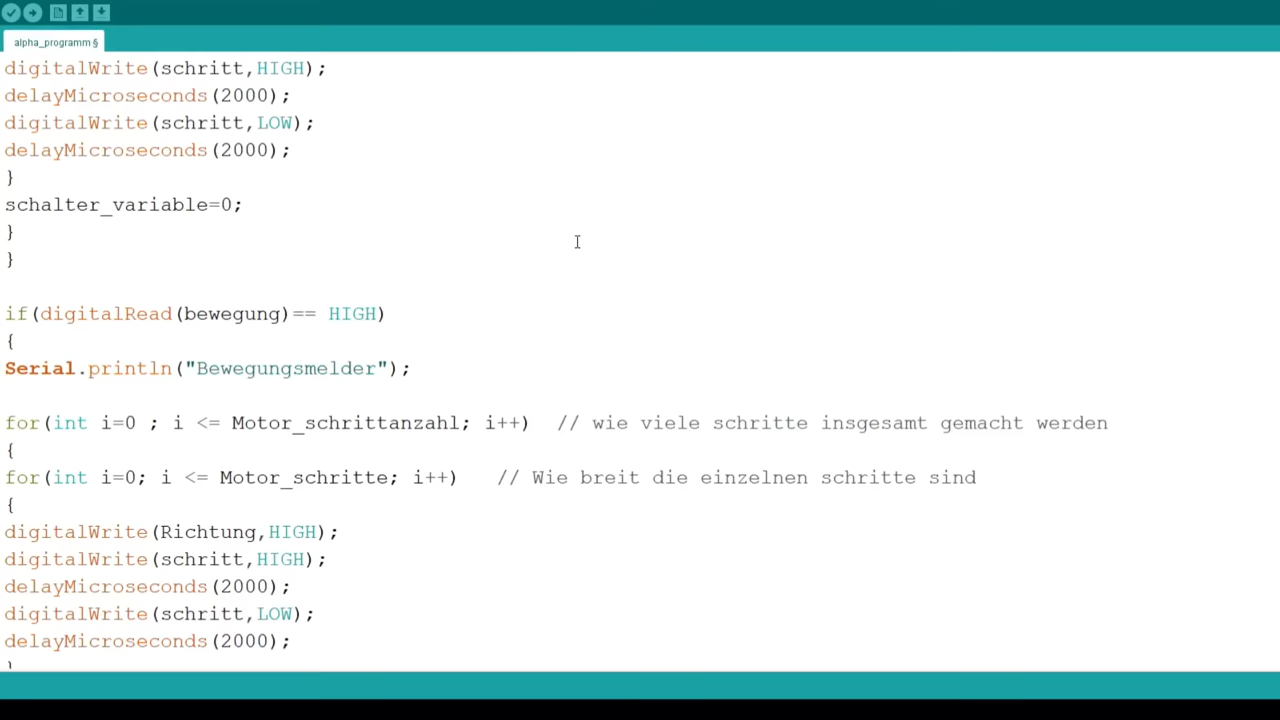 alpha_programm §
digitalWrite(schritt,HIGH);
delayMicroseconds(2000);
digitalWrite(schritt,LOW);
delayMicroseconds(2000);
}
schalter_variable=0;
}
}
if(digitalRead(bewegung)== HIGH)
{
Serial.println("Bewegungsmelder");
for(int i=0 ; i <= Motor_schrittanzahl; i++)  // wie viele schritte insgesamt gemacht werden
{
for(int i=0; i <= Motor_schritte; i++)   // Wie breit die einzelnen schritte sind
{
digitalWrite(Richtung,HIGH);
digitalWrite(schritt,HIGH);
delayMicroseconds(2000);
digitalWrite(schritt,LOW);
delayMicroseconds(2000);
}